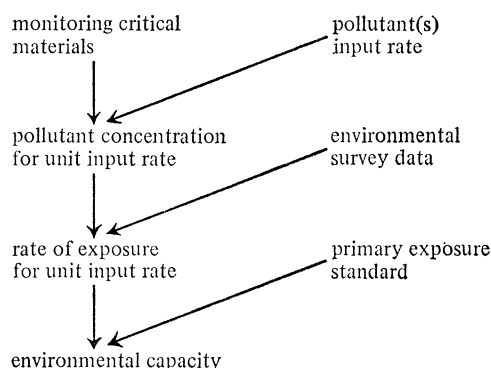 monitoring critical
materials
pollutant(s)
input rate
pollutant concentration
for unit input rate
environmental
survey data
rate of exposure
for unit input rate
primary exposure
standard
environmental capacity